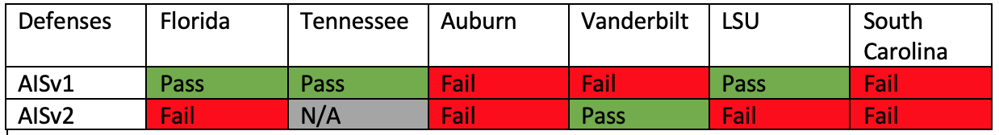 Defenses Florida Tennessee Auburn Vanderbilt LSU South
Carolina
AISv1 Pass Pass Fail Fail Pass Fail
AISv2 Fail N/A Fail Pass Fail Fail